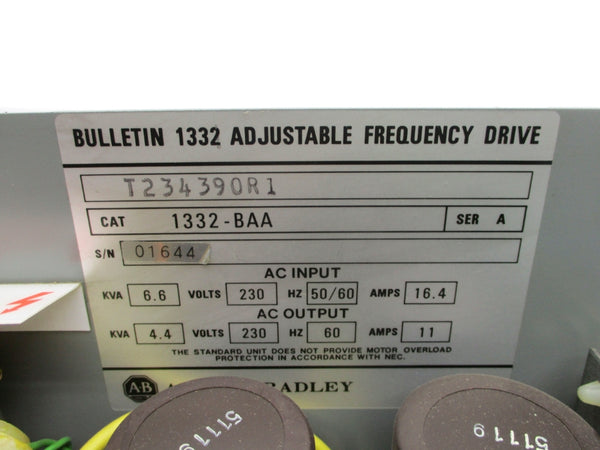 BULLETIN 1332 ADJUSTABLE FREQUENCY DRIVE
T234390R1
CAT 1332-BAA SER A
S/N 01644
AC INPUT
KVA 6.6 VOLTS 230 HZ 50/60 AMPS 16.4
AC OUTPUT
KVA 4.4 VOLTS 230 HZ 60 AMPS 11
THE STANDARD UNIT DOES NOT PROVIDE MOTOR OVERLOAD
PROTECTION IN ACCORDANCE WITH NEC.
A-B
51119
51119